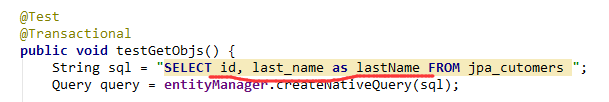 @Test
@Transactional
public void testGetObjs() {
String sql = "SELECT id, last_name as lastName FROM jpa_cutomers ";
Query query = entityManager.createNativeQuery(sql);